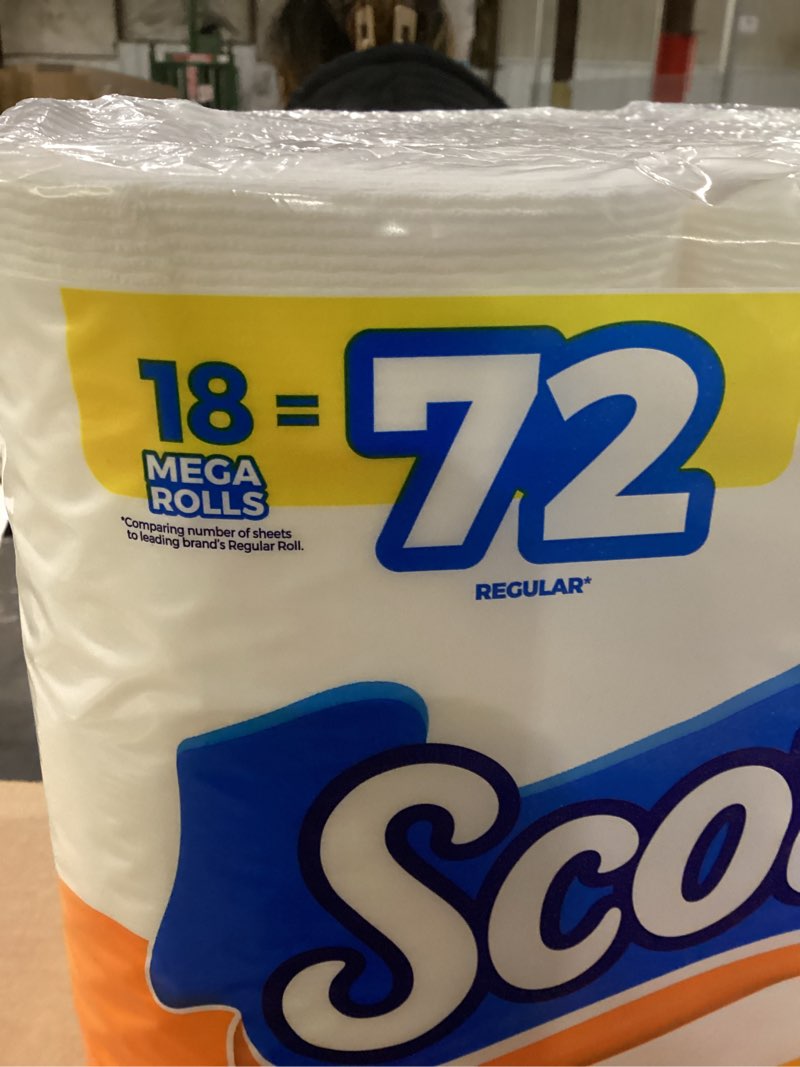 18 = 72
MEGA
ROLLS
*Comparing number of sheets
to leading brand's Regular Roll.
REGULAR*
Sco